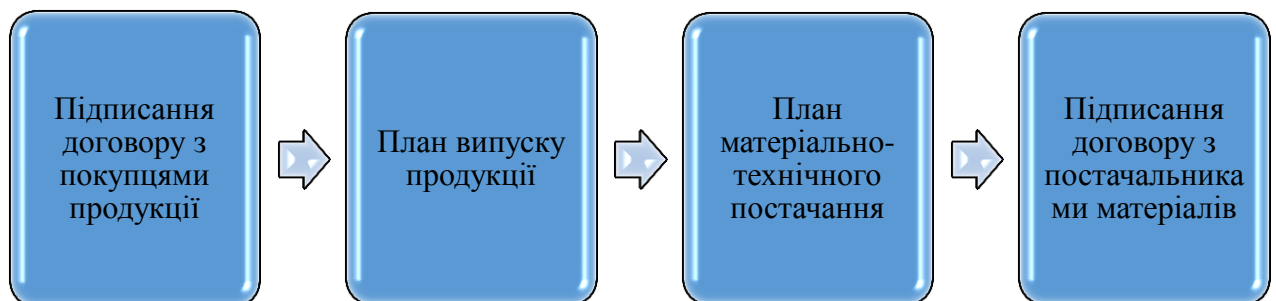 Підписання
договору з
покупцями
продукції
План випуску
продукції
План
матеріально-
технічного
постачання
Підписання
договору з
постачальника
ми матеріалів